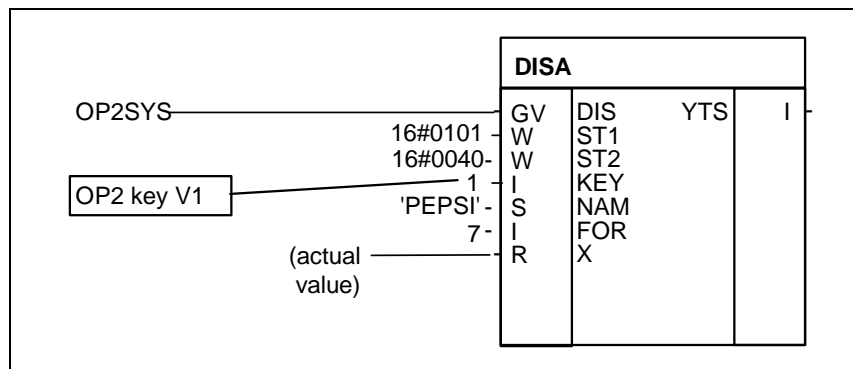 DISA
OP2SYS GV DIS YTS I
16#0101 W ST1
16#0040 - W ST2
OP2 key V1 1 I KEY
'PEPSI' - S NAM
7 - I FOR
(actual value) R X